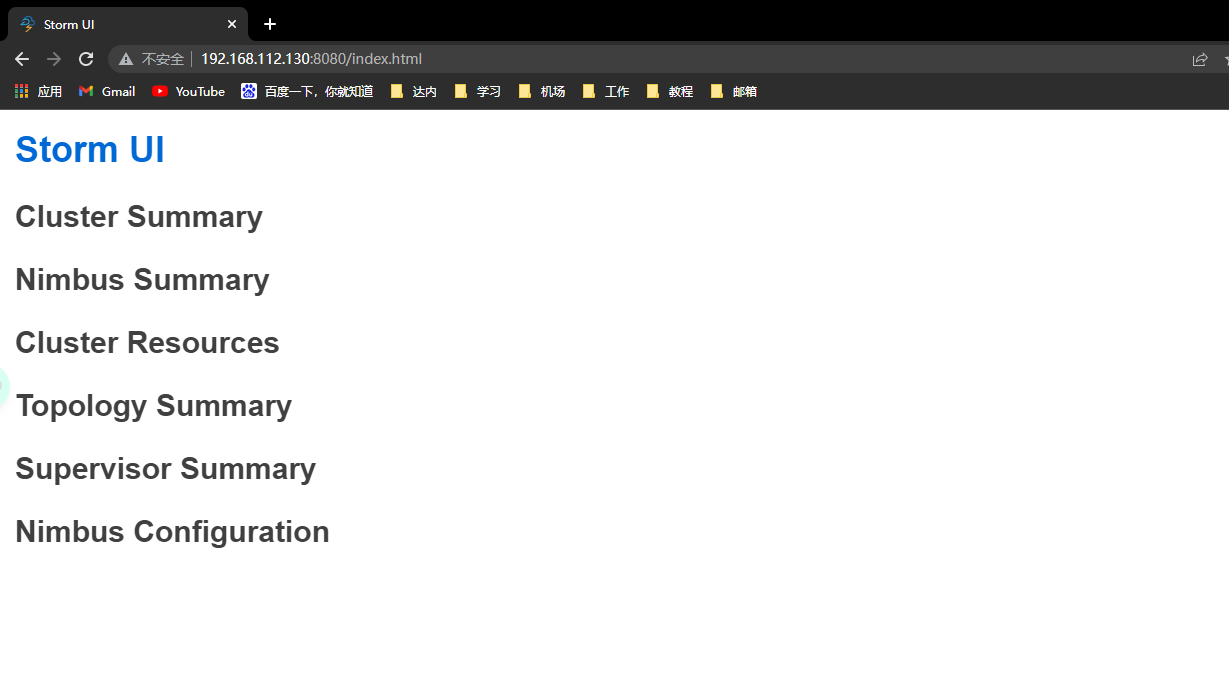 Storm UI
不安全 192.168.112.130:8080/index.html
应用 Gmail YouTube 百度一下，你就知道 达内 学习 机场 工作 教程 邮箱
Storm UI
Cluster Summary
Nimbus Summary
Cluster Resources
Topology Summary
Supervisor Summary
Nimbus Configuration